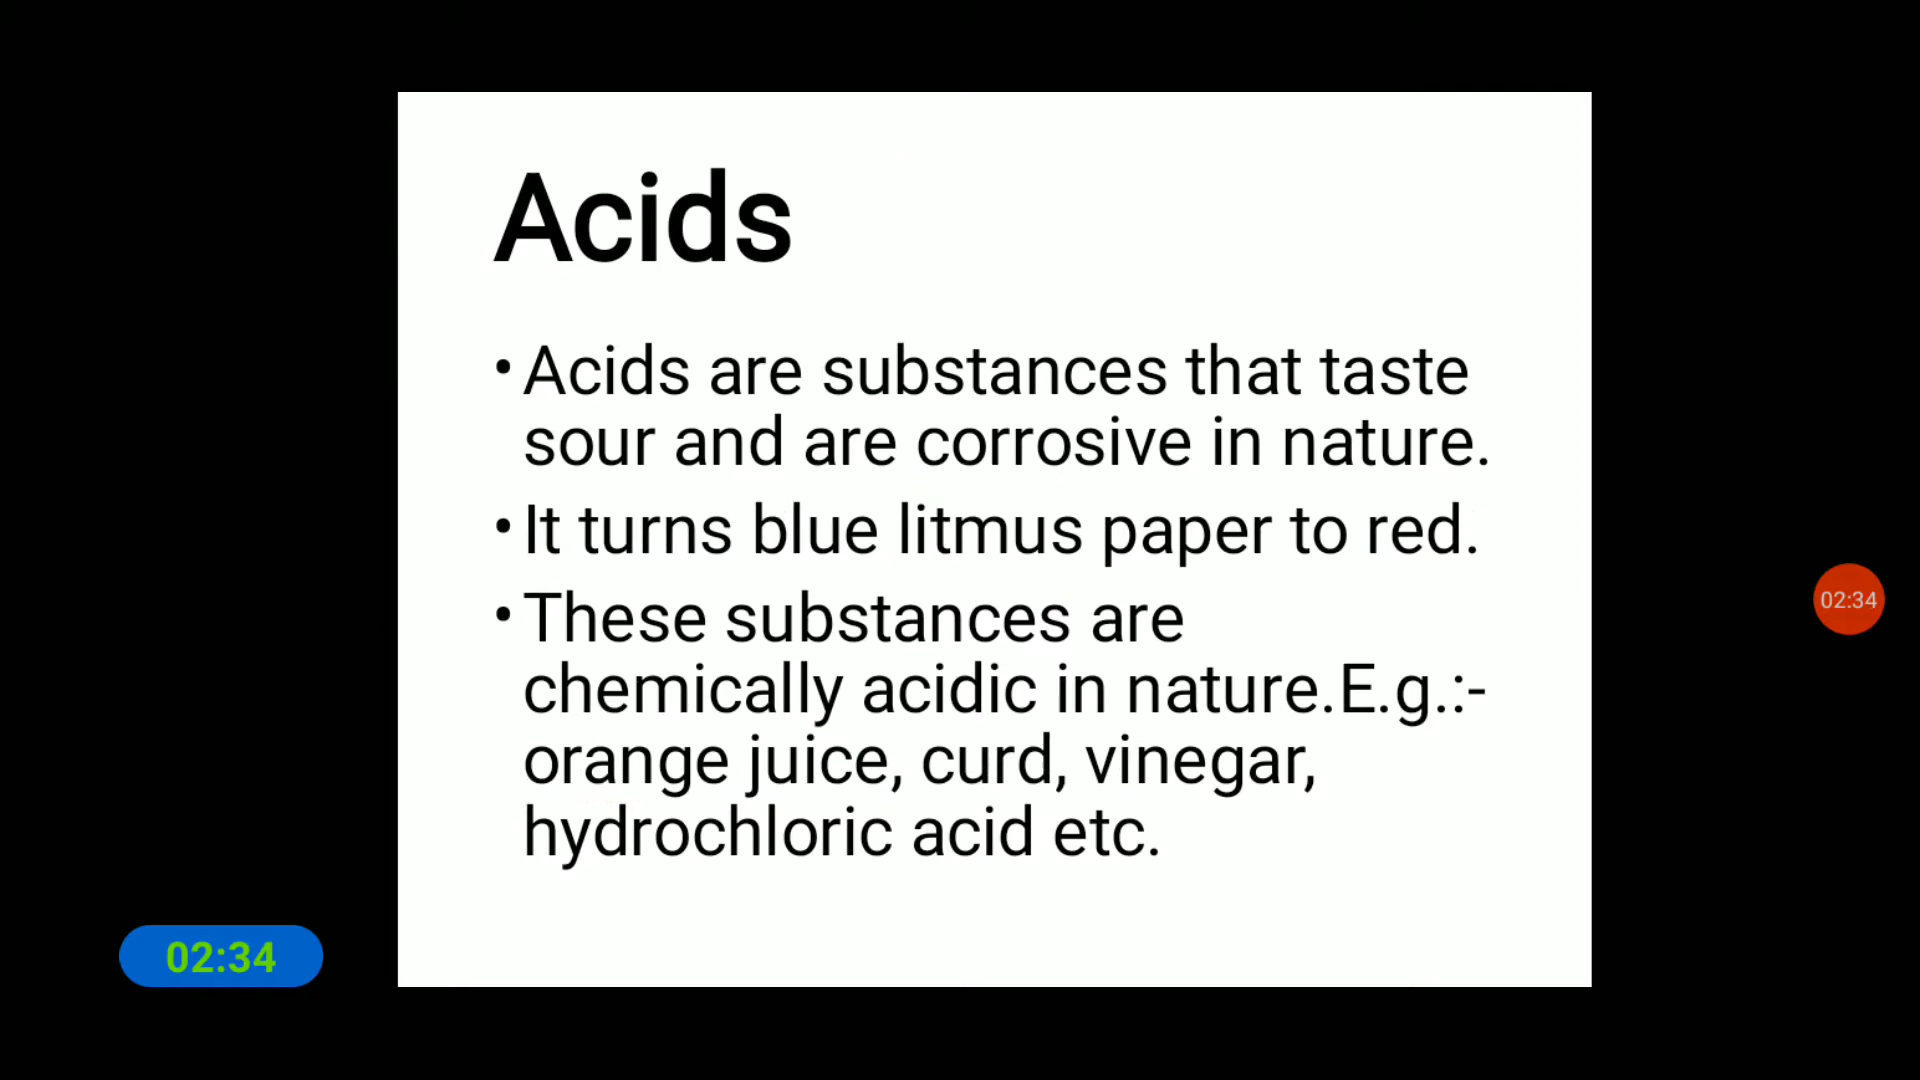 Acids
•Acids are substances that taste
sour and are corrosive in nature.
•It turns blue litmus paper to red.
•These substances are
chemically acidic in nature.E.g.:-
orange juice, curd, vinegar,
hydrochloric acid etc.
02:34
02:34